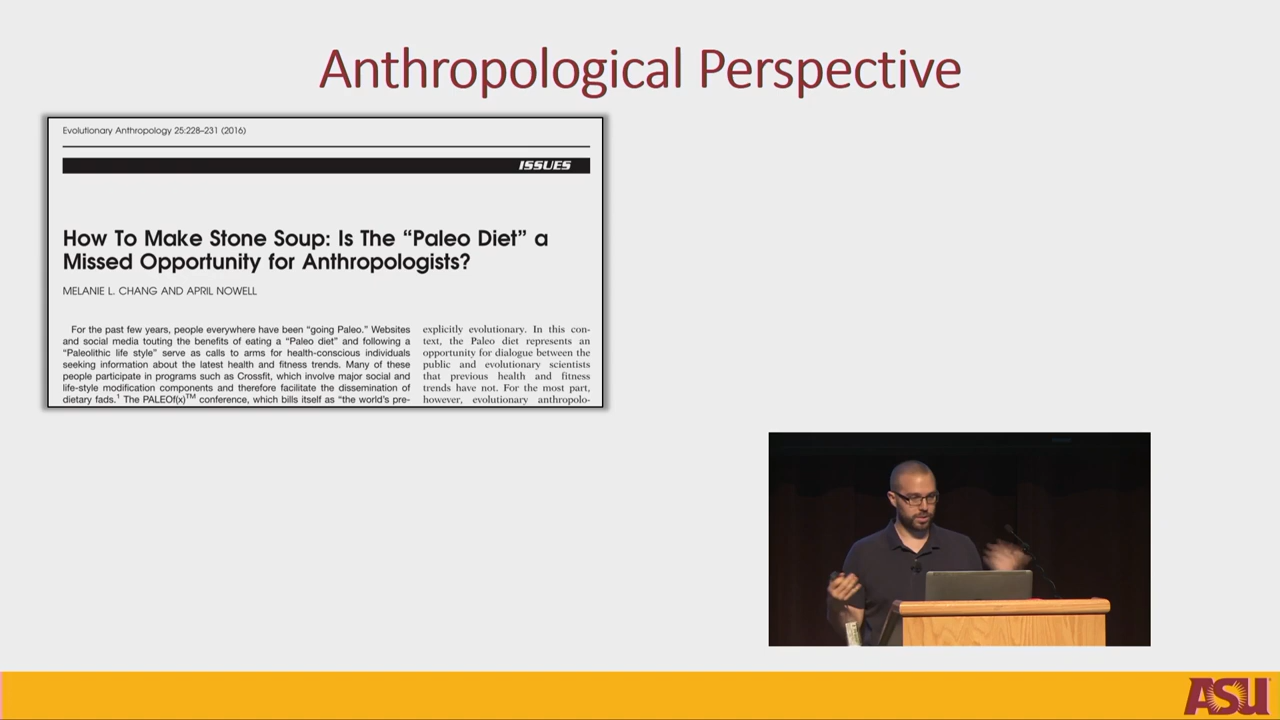 Anthropological Perspective
Evolutionary Anthropology 25:228–231 (2016)
ISSUES
How To Make Stone Soup: Is The “Paleo Diet” a
Missed Opportunity for Anthropologists?
MELANIE L. CHANG AND APRIL NOWELL
For the past few years, people everywhere have been “going Paleo.” Websites
and social media touting the benefits of eating a “Paleo diet” and following a
“Paleolithic life style” serve as calls to arms for health-conscious individuals
seeking information about the latest health and fitness trends. Many of these
people participate in programs such as Crossfit, which involve major social and
life-style modification components and therefore facilitate the dissemination of
dietary fads.1 The PALEOf(x)TM conference, which bills itself as “the world’s pre-
explicitly evolutionary. In this con-
text, the Paleo diet represents an
opportunity for dialogue between the
public and evolutionary scientists
that previous health and fitness
trends have not. For the most part,
however, evolutionary anthropolo-
ASU